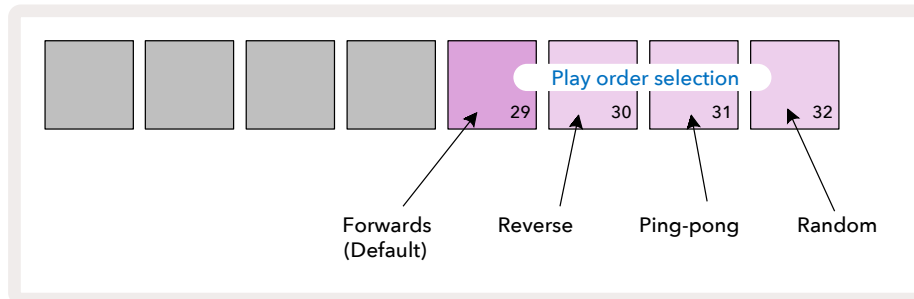 Play order selection
29 30 31 32
Forwards Reverse Ping-pong Random
(Default)